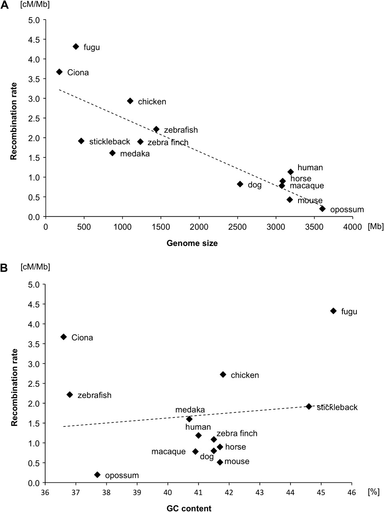 A
[cM/Mb]
5.0
4.5
4.0
3.5
3.0
2.5
2.0
1.5
1.0
0.5
0.0
Recombination rate
fugu
Ciona
chicken
zebrafish
stickleback
zebra finch
medaka
human
horse
dog
macaque
mouse
opossum
0 500 1000 1500 2000 2500 3000 3500 4000 [Mb]
Genome size
B
[cM/Mb]
5.0
4.5
4.0
3.5
3.0
2.5
2.0
1.5
1.0
0.5
0.0
Recombination rate
fugu
Ciona
chicken
zebrafish
medaka
stickleback
human
zebra finch
macaque
horse
dog
mouse
opossum
36 37 38 39 40 41 42 43 44 45 46 [%]
GC content